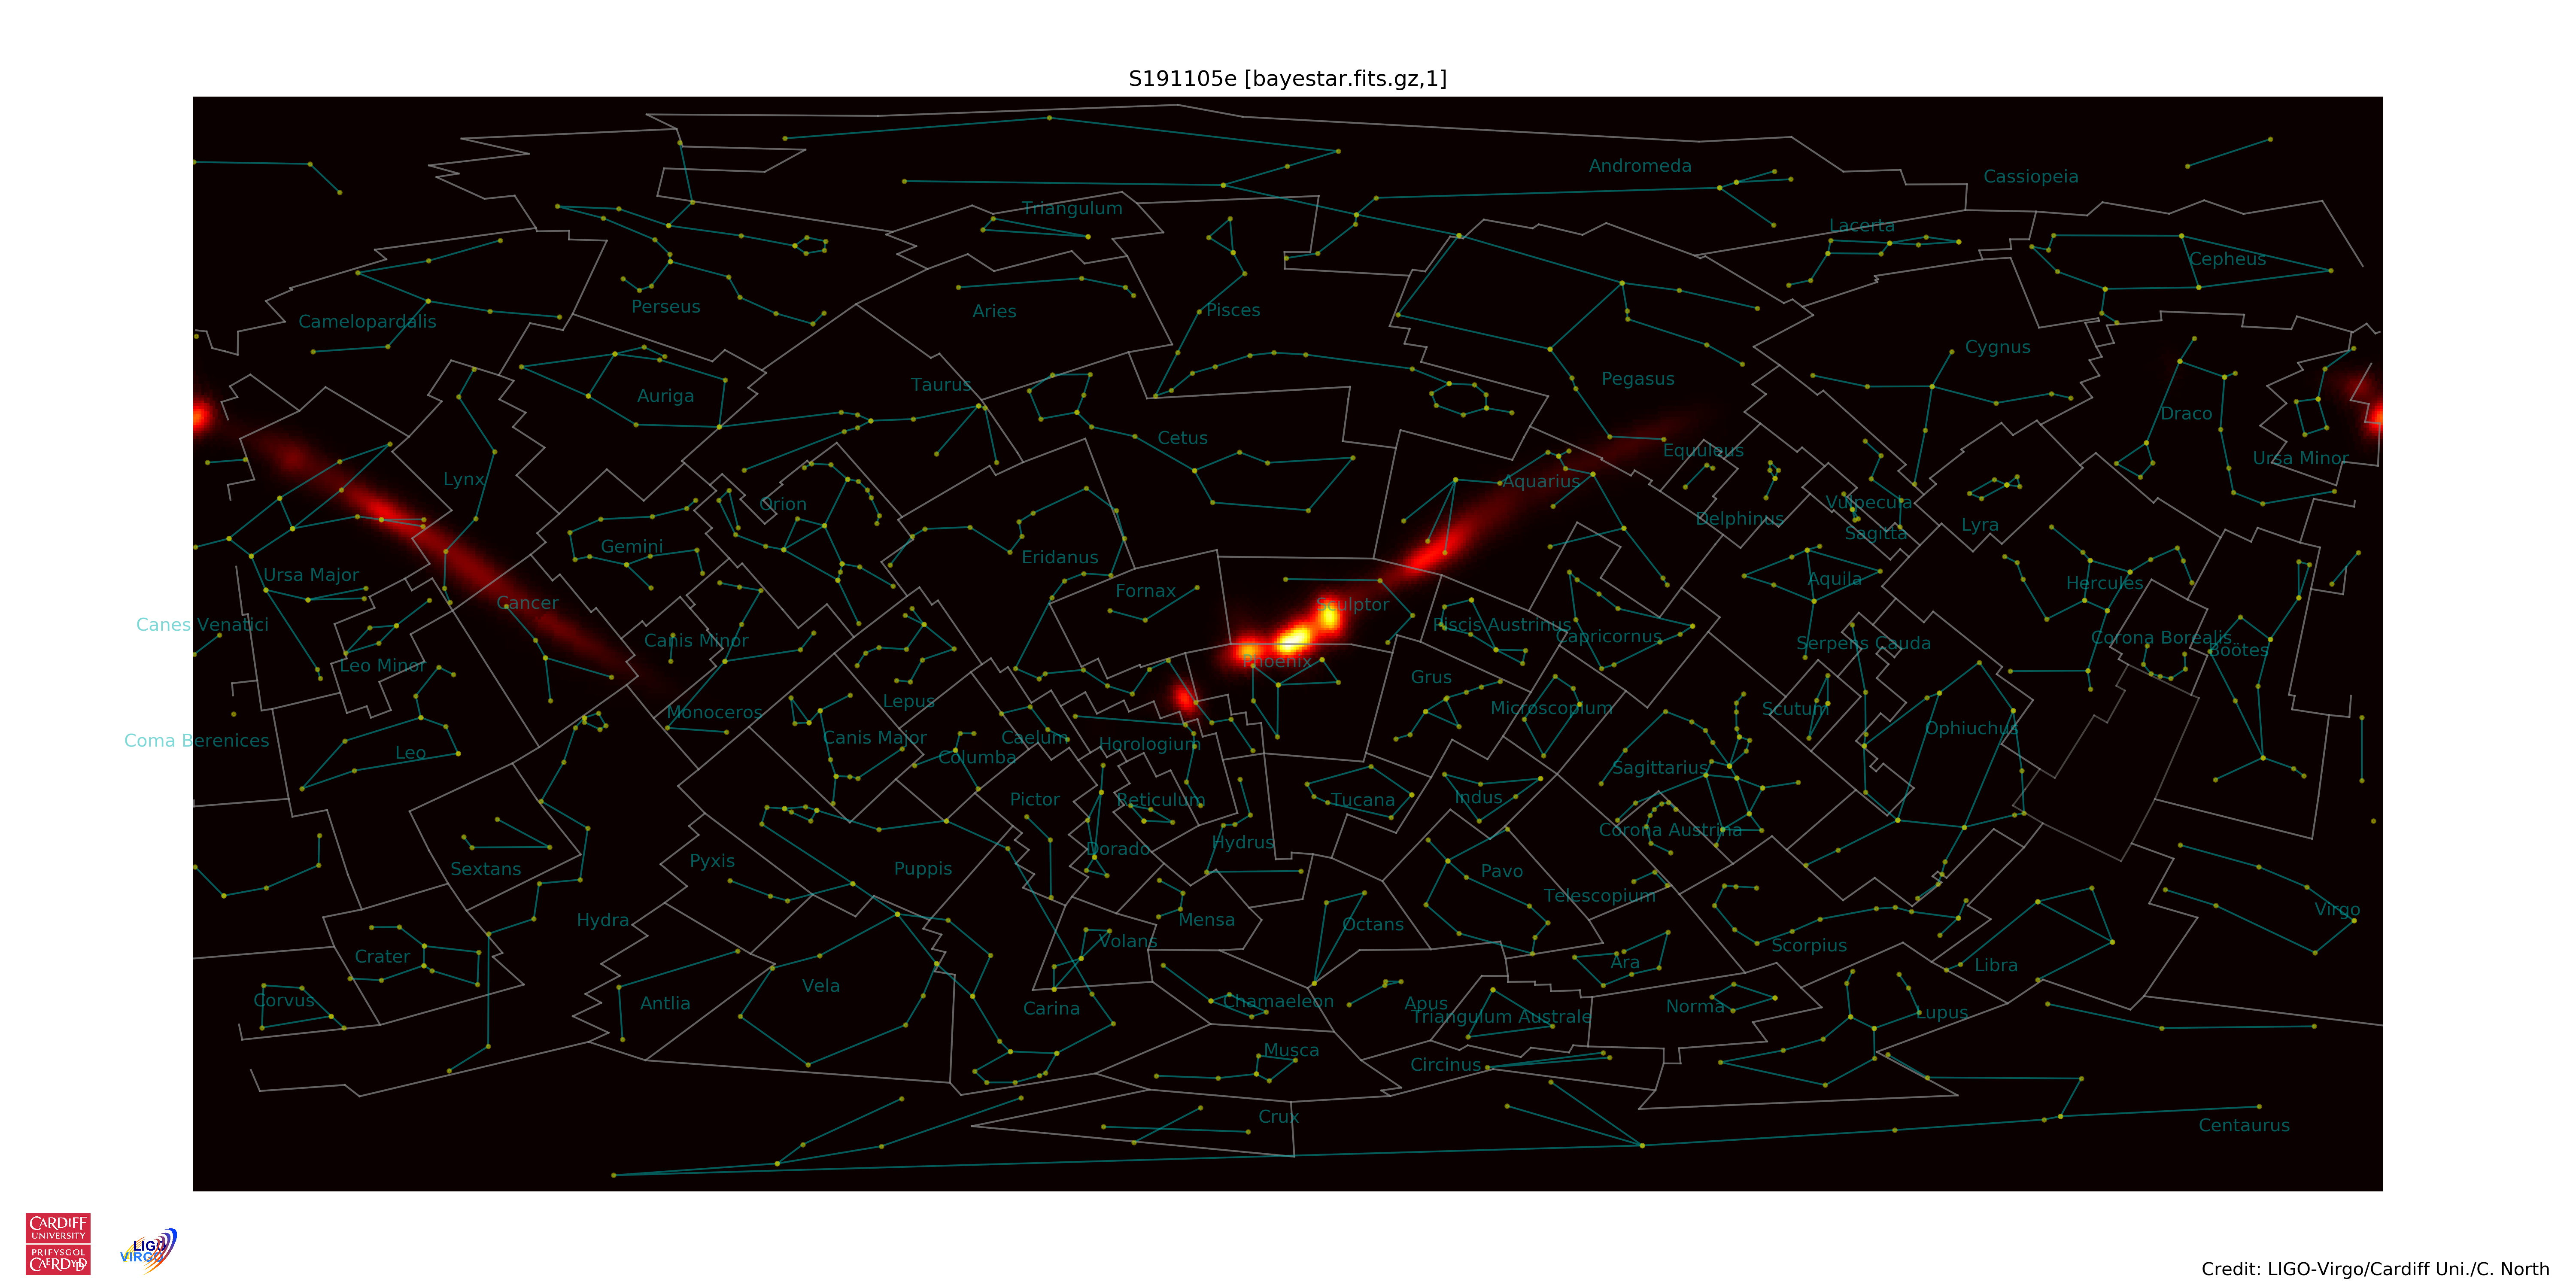 S191105e [bayestar.fits.gz,1]
Andromeda
Cassiopeia
Triangulum
Lacerta
Cepheus
Perseus
Aries
Pisces
Camelopardalis
Cygnus
Auriga
Taurus
Pegasus
Draco
Cetus
Equuleus
Ursa Minor
Lynx
Orion
Aquarius
Vulpecula
Delphinus
Lyra
Sagitta
Gemini
Eridanus
Ursa Major
Fornax
Aquila
Hercules
Cancer
Sculptor
Canes Venatici
Piscis Austrinus
Capricornus
Canis Minor
Serpens Cauda
Corona Borealis
Boötes
Leo Minor
Phoenix
Grus
Lepus
Monoceros
Microscopium
Scutum
Ophiuchus
Coma Berenices
Leo
Canis Major
Caelum
Horologium
Columba
Sagittarius
Pictor
Reticulum
Tucana
Indus
Corona Austrina
Dorado
Hydrus
Sextans
Pyxis
Puppis
Pavo
Telescopium
Hydra
Mensa
Octans
Virgo
Volans
Scorpius
Crater
Ara
Libra
Vela
Corvus
Antlia
Carina
Chamaeleon
Apus
Norma
Triangulum Australe
Lupus
Musca
Circinus
Crux
Centaurus
CARDIFF
UNIVERSITY
PRIFYSGOL
CAERDYDD
LIGO
VIRGO
Credit: LIGO-Virgo/Cardiff Uni./C. North